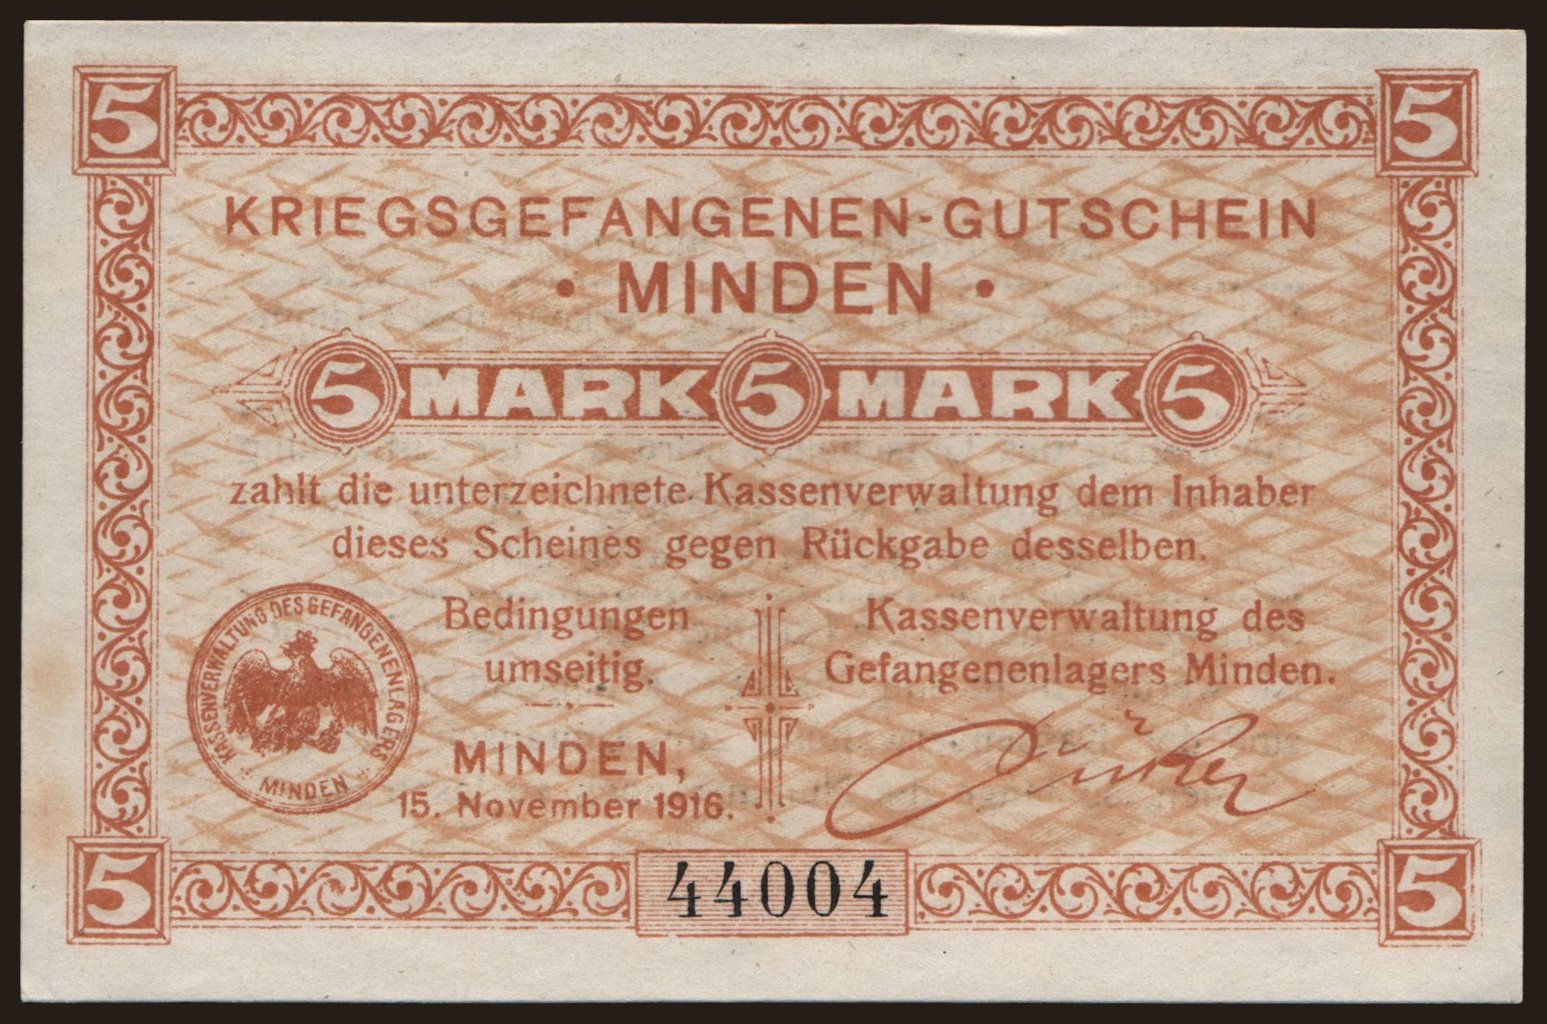 5 5
KRIEGSGEFANGENEN-GUTSCHEIN
• MINDEN •
5 MARK 5 MARK 5
zahlt die unterzeichnete Kassenverwaltung dem Inhaber
dieses Scheines gegen Rückgabe desselben.
Bedingungen
umseitig.
Kassenverwaltung des
Gefangenenlagers Minden.
KASSENVERWALTUNG DES GEFANGENENLAGERS
MINDEN
MINDEN,
15. November 1916.
5 44004 5